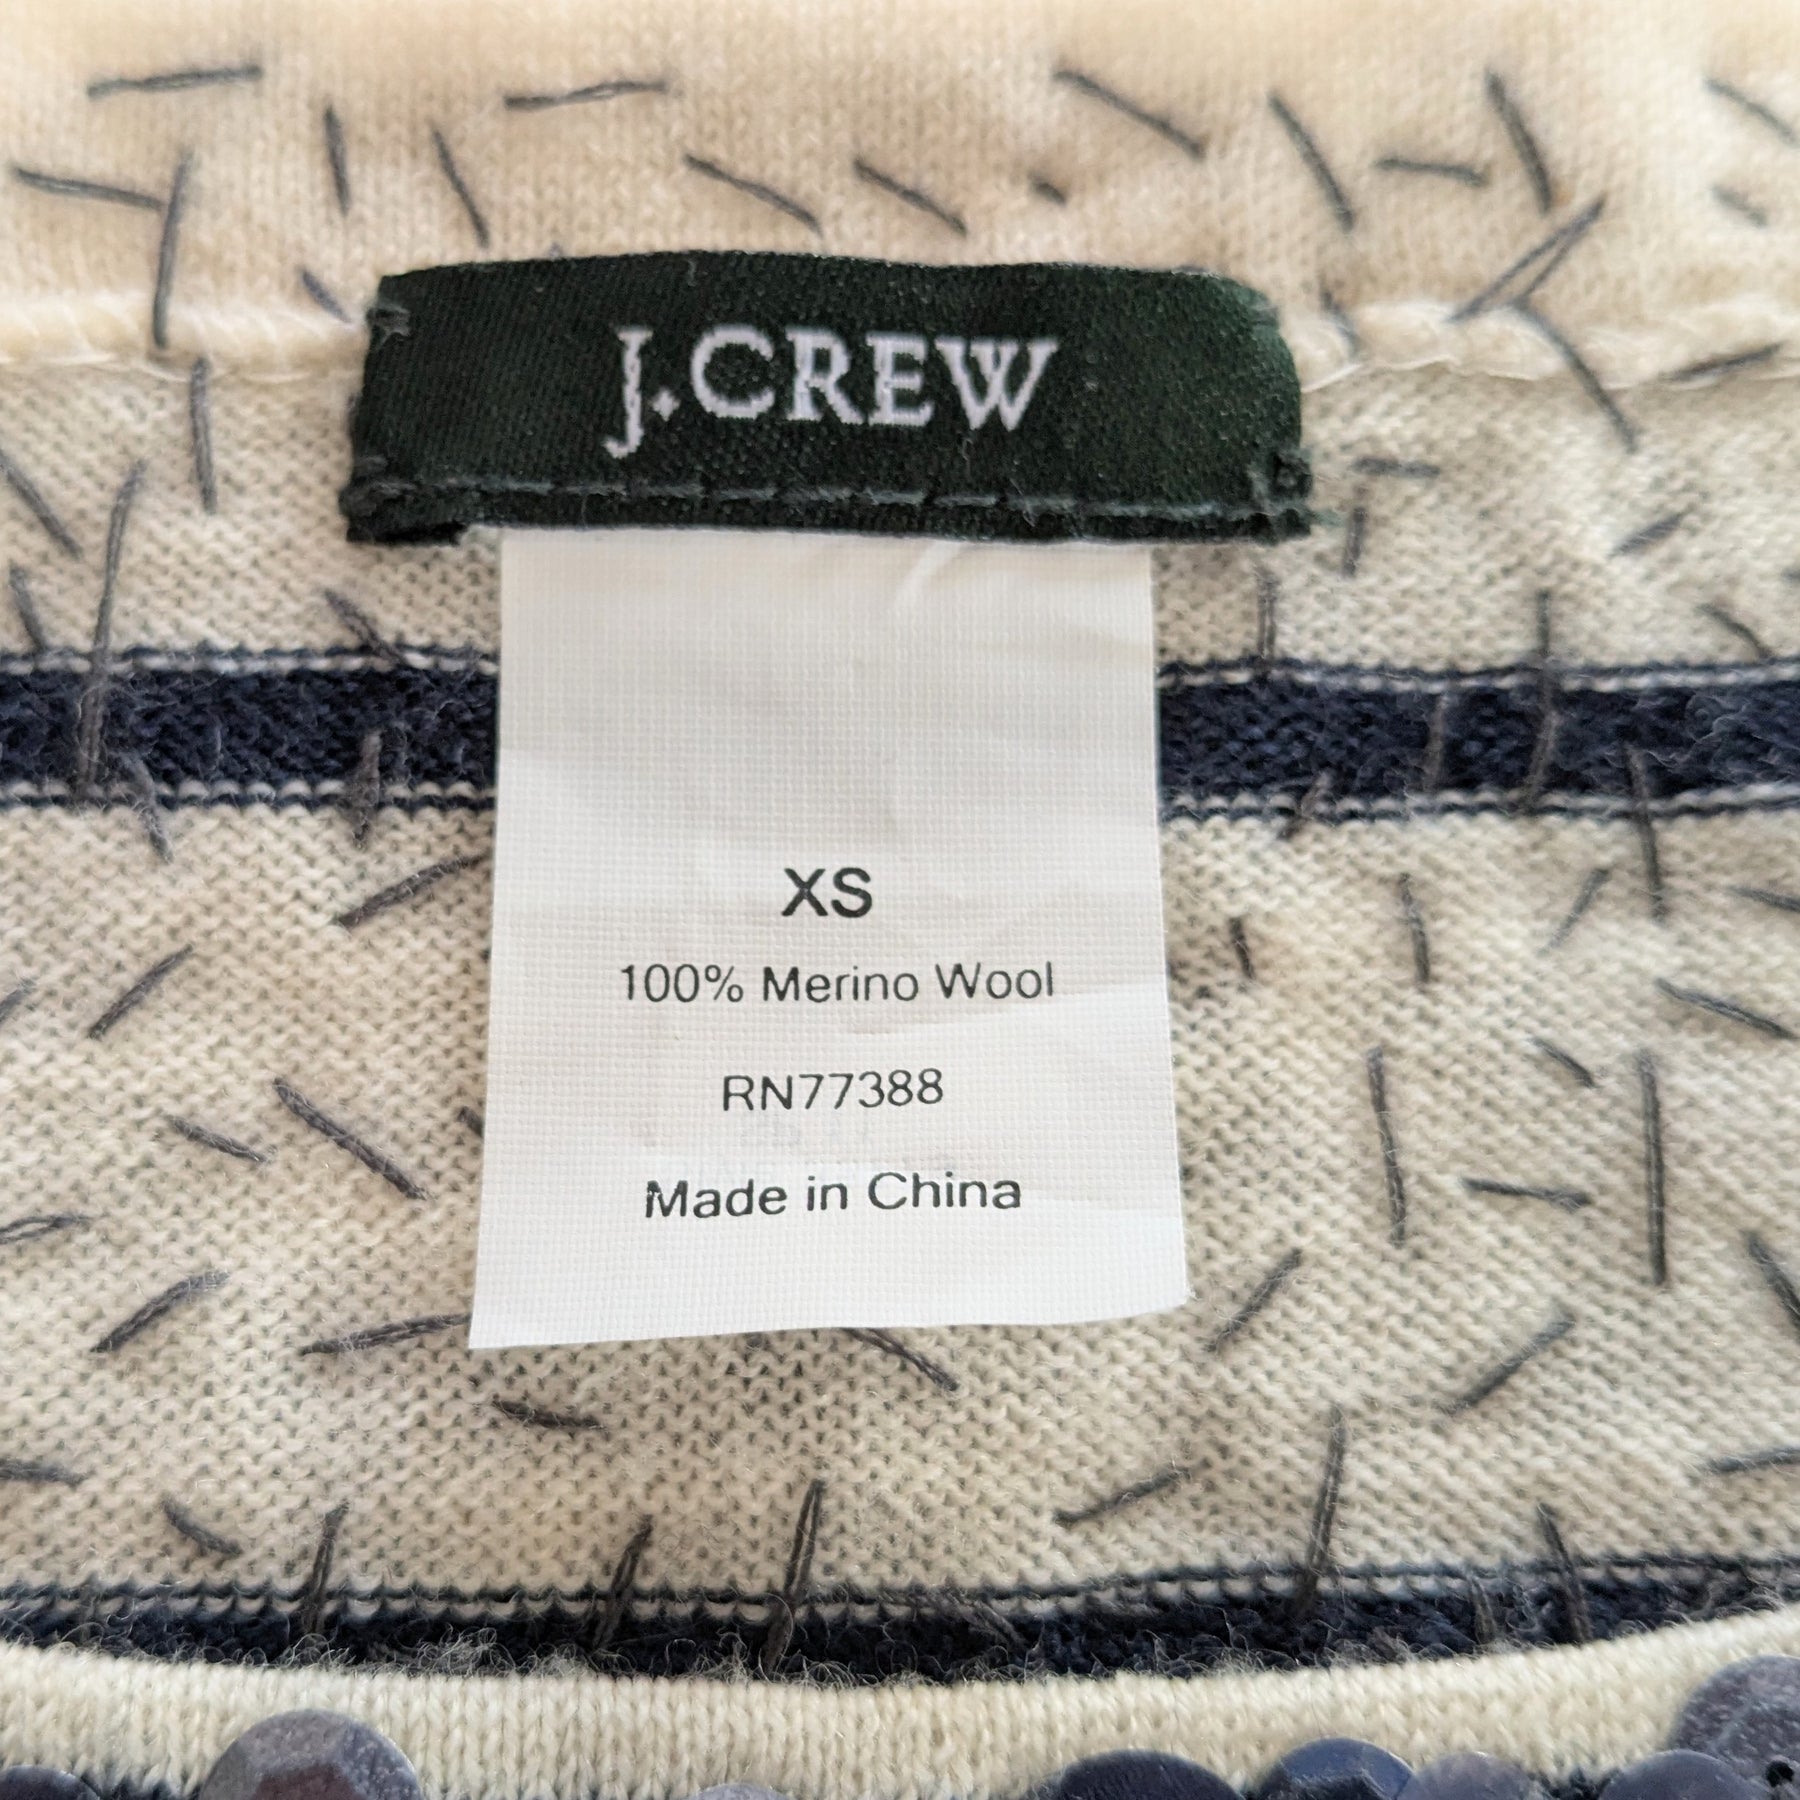 J.CREW
XS
100% Merino Wool
RN77388
Made in China